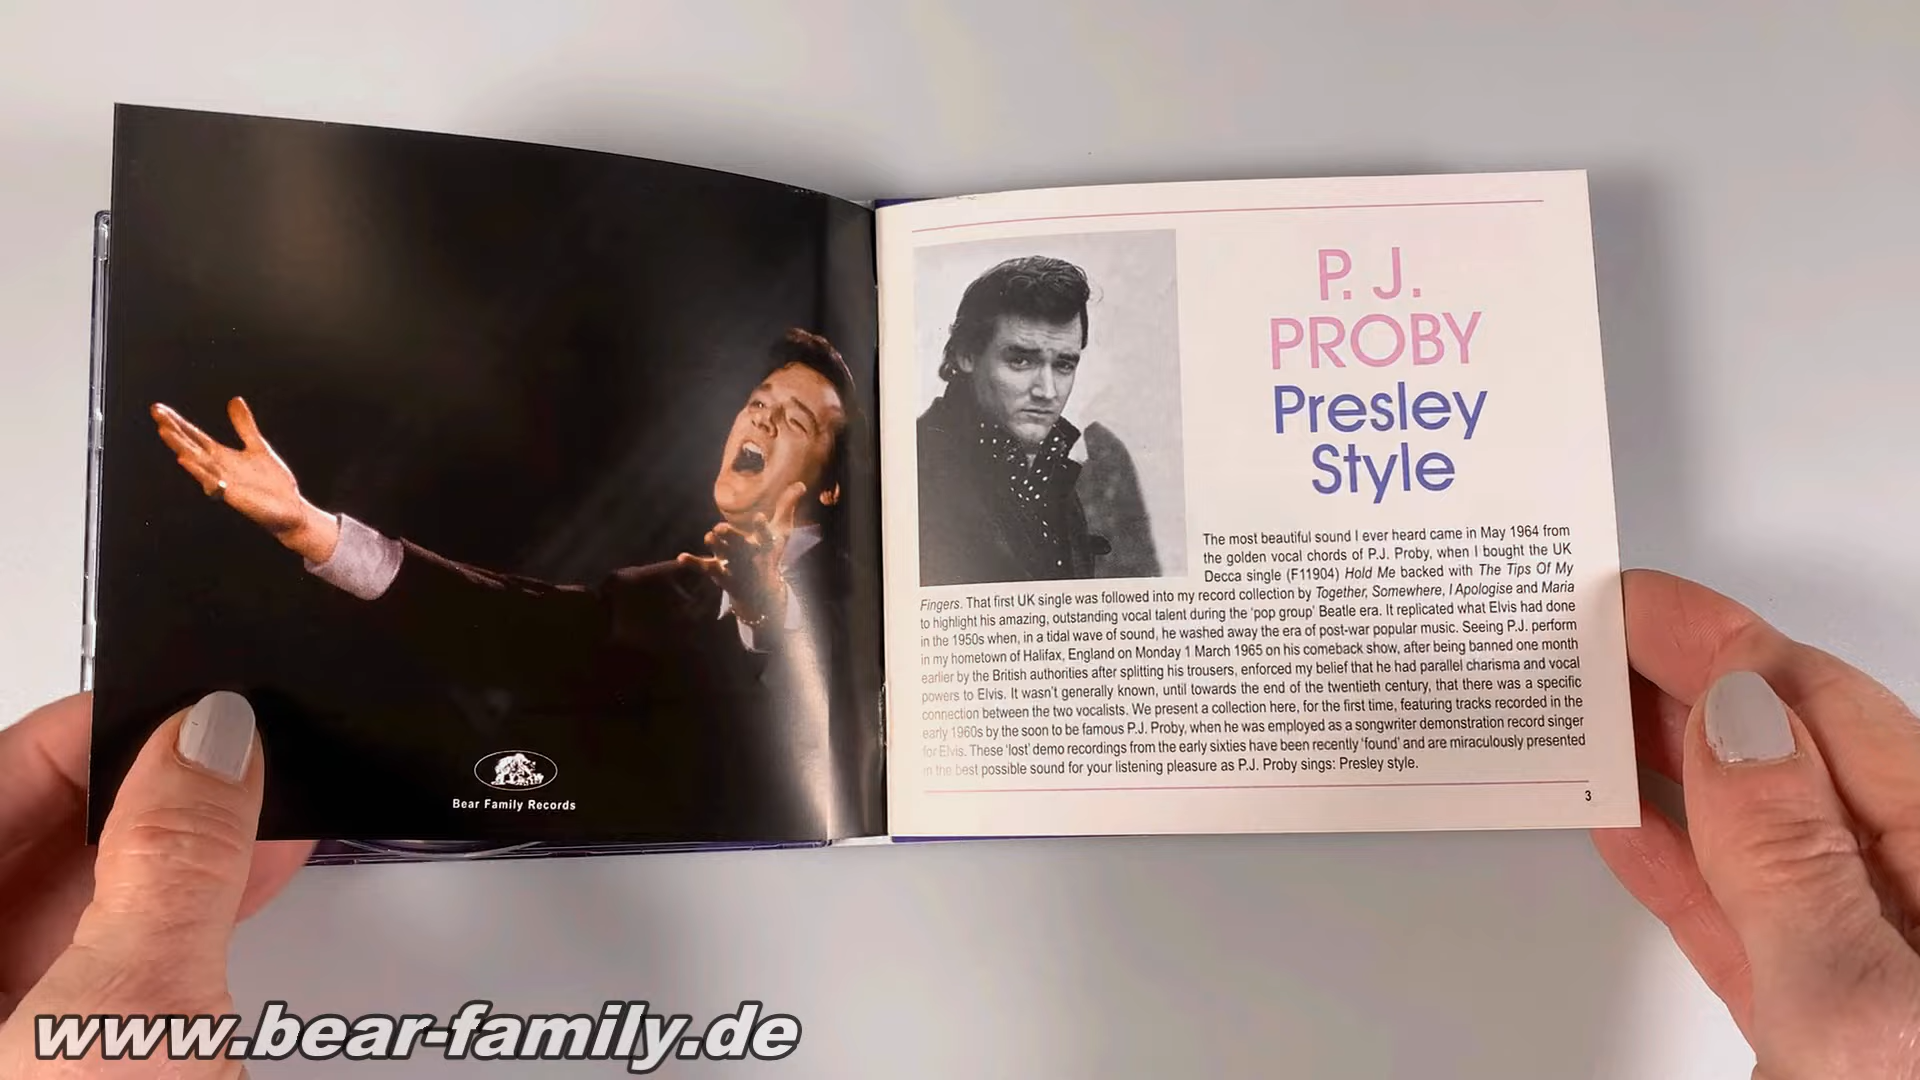 Bear Family Records
P. J.
PROBY
Presley
Style
The most beautiful sound I ever heard came in May 1964 from
the golden vocal chords of P.J. Proby, when I bought the UK
Decca single (F11904) Hold Me backed with The Tips Of My
Fingers. That first UK single was followed into my record collection by Together, Somewhere, I Apologise and Maria
to highlight his amazing, outstanding vocal talent during the 'pop group' Beatle era. It replicated what Elvis had done
in the 1950s when, in a tidal wave of sound, he washed away the era of post-war popular music. Seeing P.J. perform
in my hometown of Halifax, England on Monday 1 March 1965 on his comeback show, after being banned one month
earlier by the British authorities after splitting his trousers, enforced my belief that he had parallel charisma and vocal
powers to Elvis. It wasn't generally known, until towards the end of the twentieth century, that there was a specific
connection between the two vocalists. We present a collection here, for the first time, featuring tracks recorded in the
early 1960s by the soon to be famous P.J. Proby, when he was employed as a songwriter demonstration record singer
for Elvis. These 'lost' demo recordings from the early sixties have been recently 'found' and are miraculously presented
in the best possible sound for your listening pleasure as P.J. Proby sings: Presley style.
3
www.bear-family.de